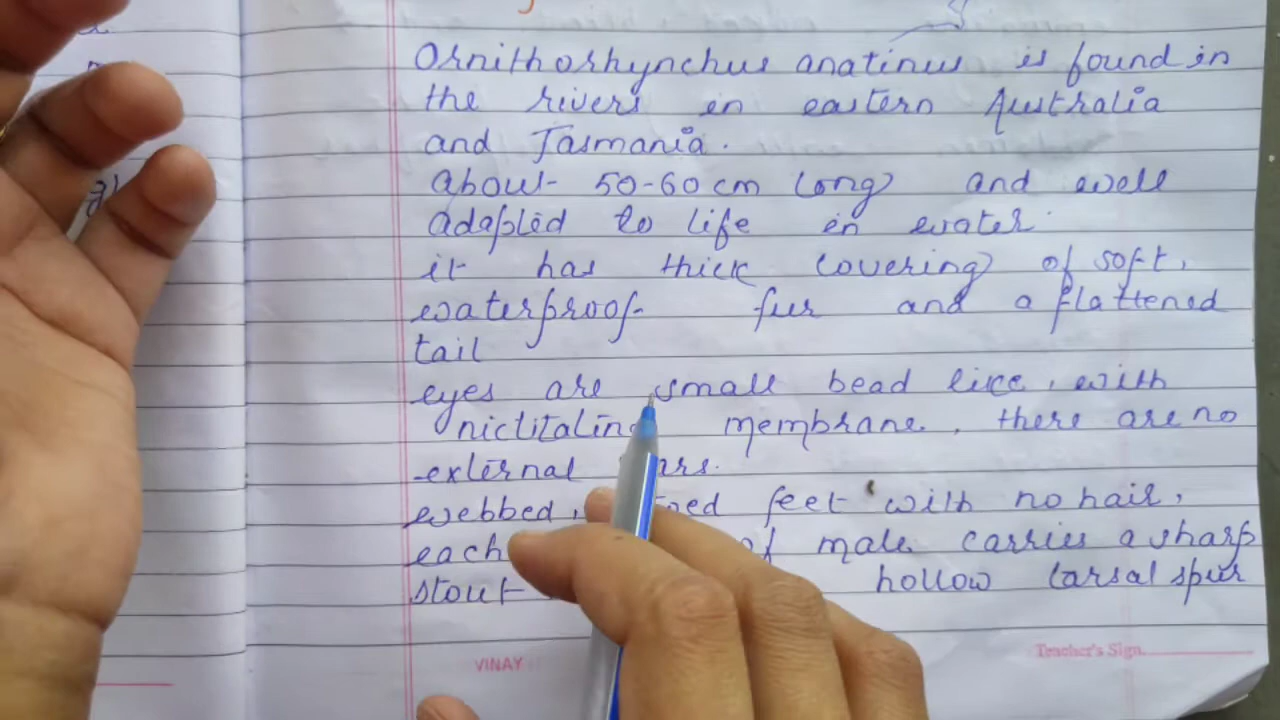 Ornithorhynchus anatinus is found in
the rivers in eastern Australia
and Tasmania.
About 50-60 cm long and well
adapted to life in water.
it has thick covering of soft,
waterproof fur and a flattened
tail
eyes are small bead like, with
nictitating membrane, there are no
external
webbed, feet with no hair,
each of male carries a sharp
stout hollow tarsal spur
VINAY
Teacher's Sign.